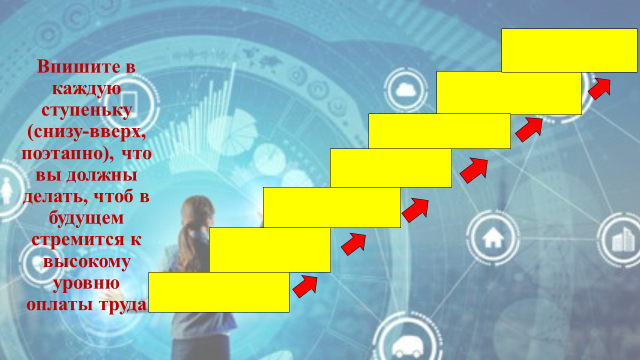 Впишите в
каждую
ступеньку
(снизу-вверх,
поэтапно), что
вы должны
делать, чтоб в
будущем
стремится к
высокому
уровню
оплаты труда